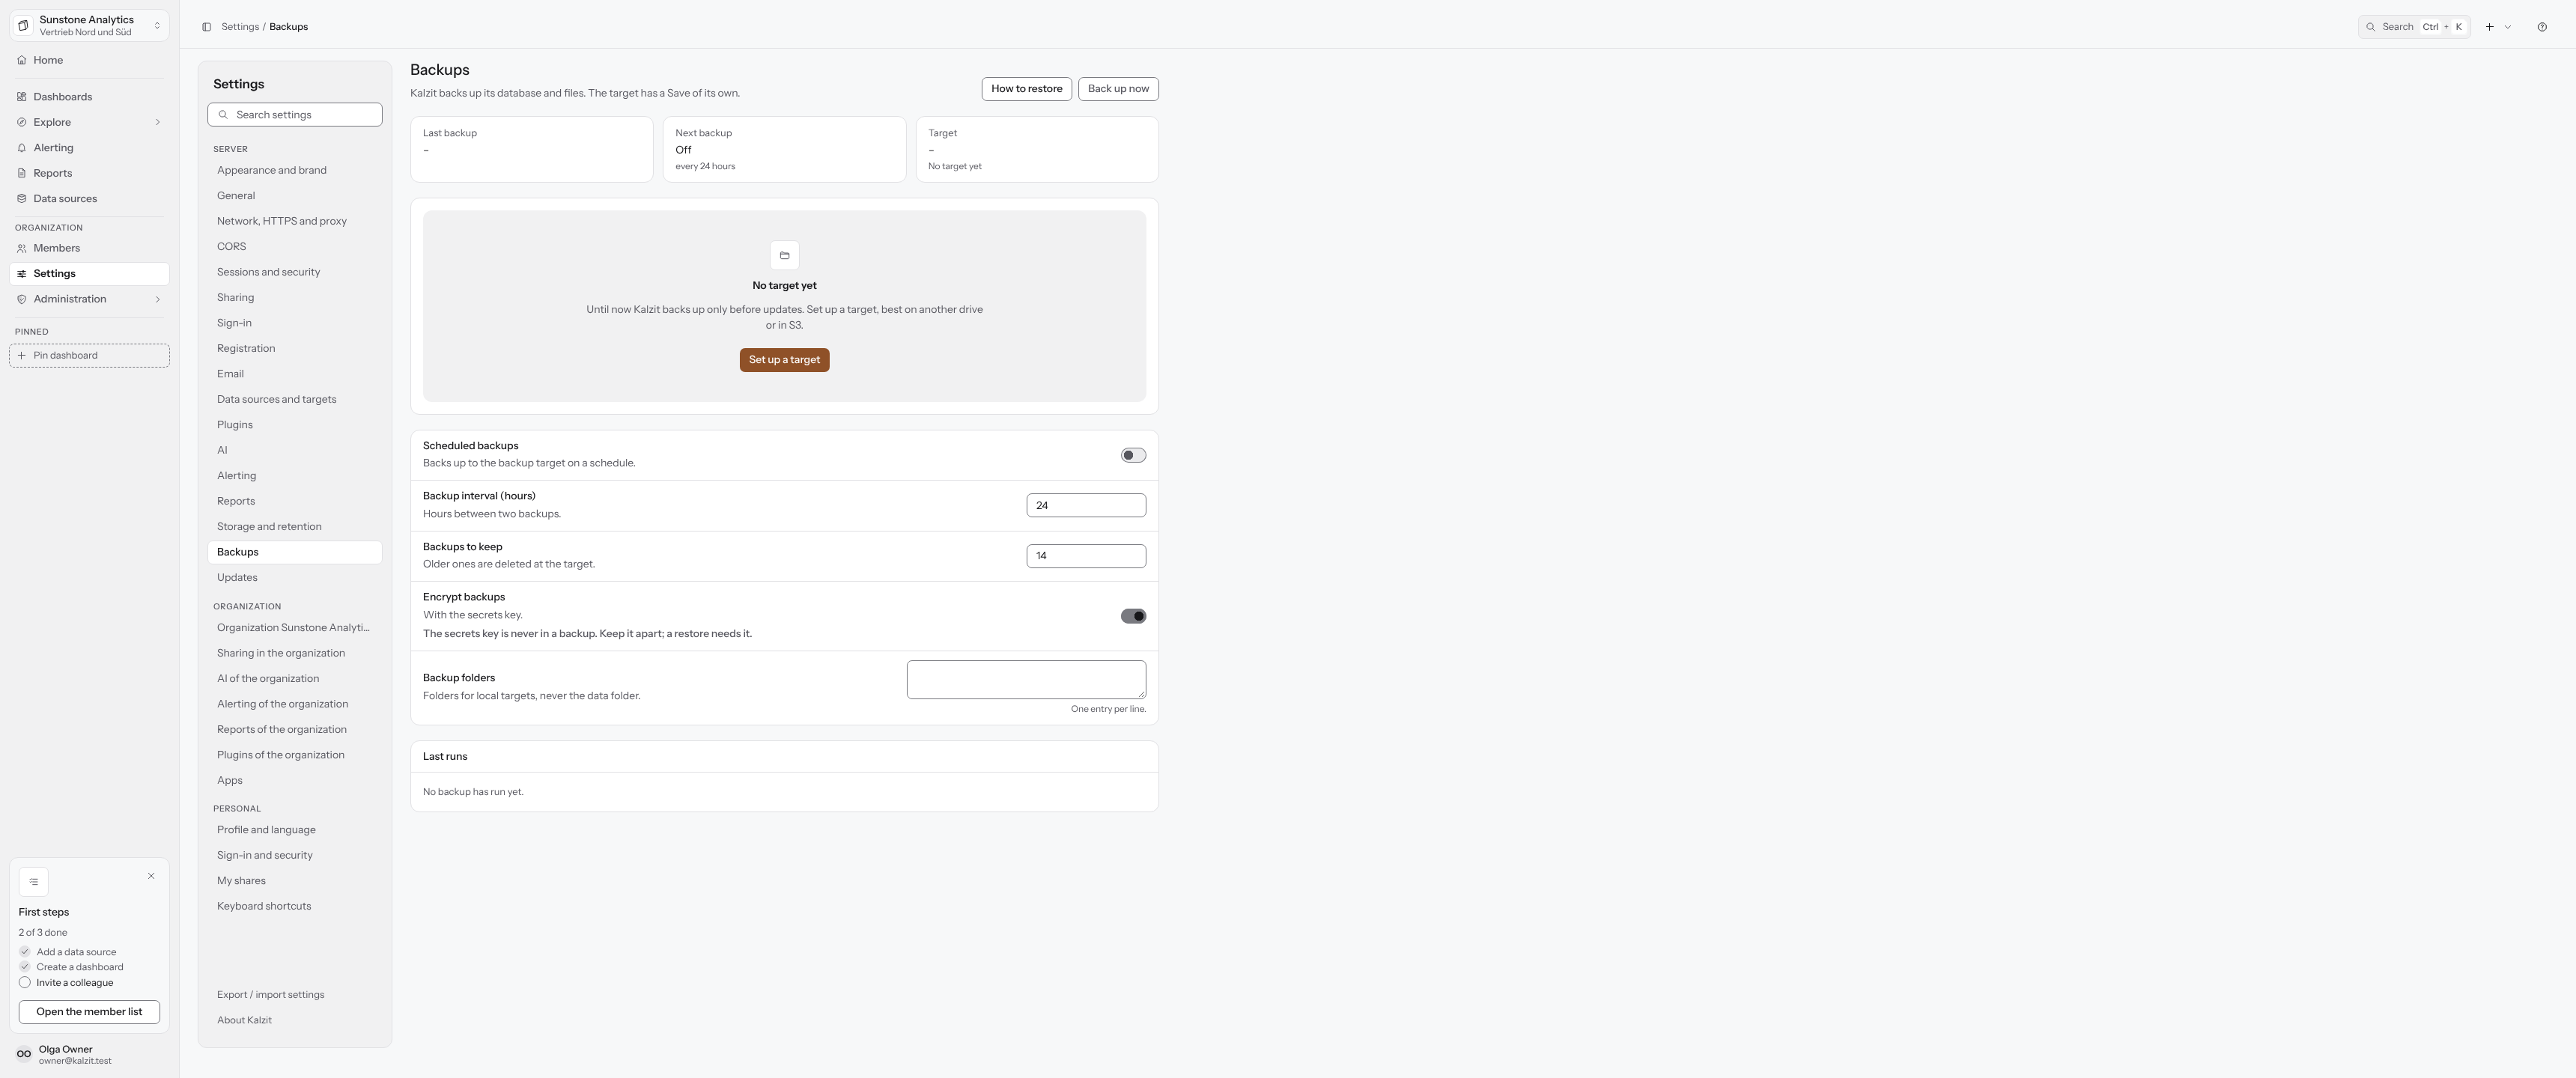 Sunstone Analytics
Vertrieb Nord und Süd
Home
Dashboards
Explore
Alerting
Reports
Data sources
ORGANIZATION
Members
Settings
Administration
PINNED
Pin dashboard
First steps
2 of 3 done
Add a data source
Create a dashboard
Invite a colleague
Open the member list
OO
Olga Owner
owner@kalzit.test
Settings / Backups
Search Ctrl + K
Settings
Search settings
SERVER
Appearance and brand
General
Network, HTTPS and proxy
CORS
Sessions and security
Sharing
Sign-in
Registration
Email
Data sources and targets
Plugins
AI
Alerting
Reports
Storage and retention
Backups
Updates
ORGANIZATION
Organization Sunstone Analyti...
Sharing in the organization
AI of the organization
Alerting of the organization
Reports of the organization
Plugins of the organization
Apps
PERSONAL
Profile and language
Sign-in and security
My shares
Keyboard shortcuts
Export / import settings
About Kalzit
Backups
Kalzit backs up its database and files. The target has a Save of its own.
How to restore
Back up now
Last backup
–
Next backup
Off
every 24 hours
Target
–
No target yet
No target yet
Until now Kalzit backs up only before updates. Set up a target, best on another drive
or in S3.
Set up a target
Scheduled backups
Backs up to the backup target on a schedule.
Backup interval (hours)
Hours between two backups.
24
Backups to keep
Older ones are deleted at the target.
14
Encrypt backups
With the secrets key.
The secrets key is never in a backup. Keep it apart; a restore needs it.
Backup folders
Folders for local targets, never the data folder.
One entry per line.
Last runs
No backup has run yet.